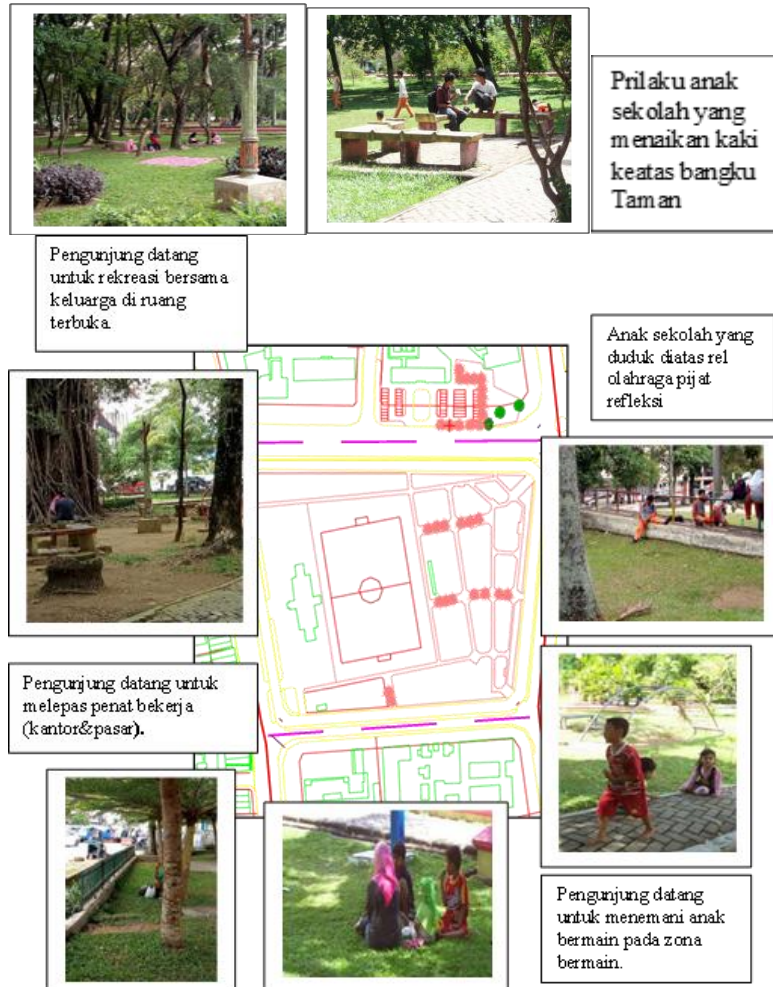 Prilaku anak
sekolah yang
menaikan kaki
keatas bangku
Taman
Pengunjung datang
untuk rekreasi bersama
keluarga di ruang
terbuka.
Anak sekolah yang
duduk diatas rel
olahraga pijat
refleksi
Pengunjung datang untuk
melepas penat bekerja
(kantor&pasar).
Pengunjung datang
untuk menemani anak
bermain pada zona
bermain.